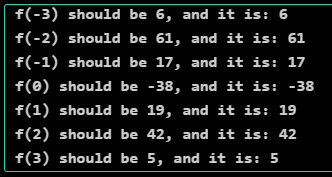 f(-3) should be 6, and it is: 6
f(-2) should be 61, and it is: 61
f(-1) should be 17, and it is: 17
f(0) should be -38, and it is: -38
f(1) should be 19, and it is: 19
f(2) should be 42, and it is: 42
f(3) should be 5, and it is: 5